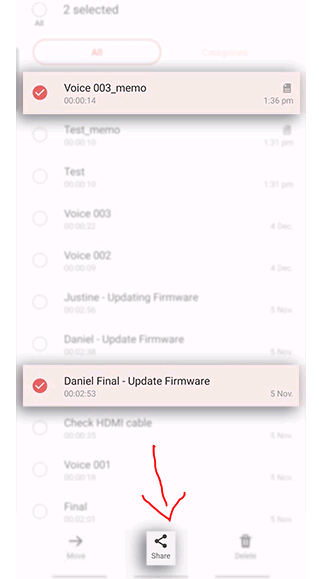 2 selected
All
All
Categories
Voice 003_memo
00:00:14
1:36 pm
Test_memo
00:00:10
1:31 pm
Test
00:00:10
1:31 pm
Voice 003
00:00:22
4 Dec.
Voice 002
00:00:09
4 Dec.
Justine - Updating Firmware
00:02:56
5 Nov.
Daniel - Update Firmware
00:02:38
5 Nov.
Daniel Final - Update Firmware
00:02:53
5 Nov.
Check HDMI cable
00:00:35
5 Nov.
Voice 001
00:00:18
5 Nov.
Final
00:02:01
5 Nov.
Move
Share
Delete